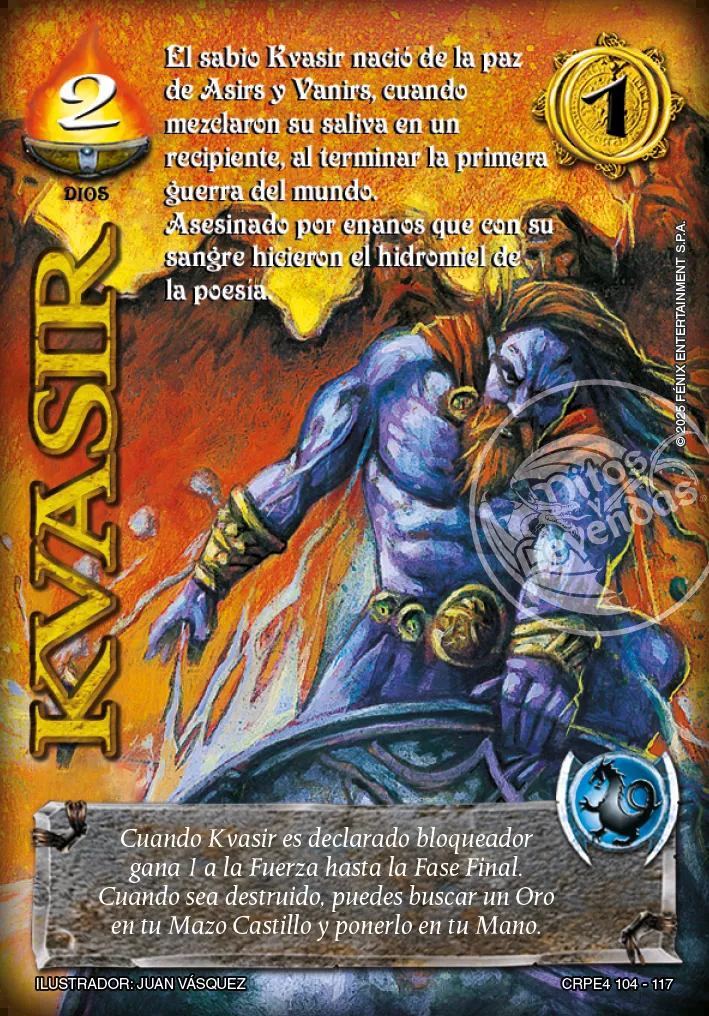 2
DIOS
El sabio Kvasir nació de la paz
de Asirs y Vanirs, cuando
mezclaron su saliva en un
recipiente, al terminar la primera
guerra del mundo.
Asesinado por enanos que con su
sangre hicieron el hidromiel de
la poesía.
1
KVASIR
© 2025 FÉNIX ENTERTAINMENT S.P.A.
Mitos
y
Leyendas
Cuando Kvasir es declarado bloqueador
gana 1 a la Fuerza hasta la Fase Final.
Cuando sea destruido, puedes buscar un Oro
en tu Mazo Castillo y ponerlo en tu Mano.
ILUSTRADOR: JUAN VÁSQUEZ
CRPE4 104 - 117